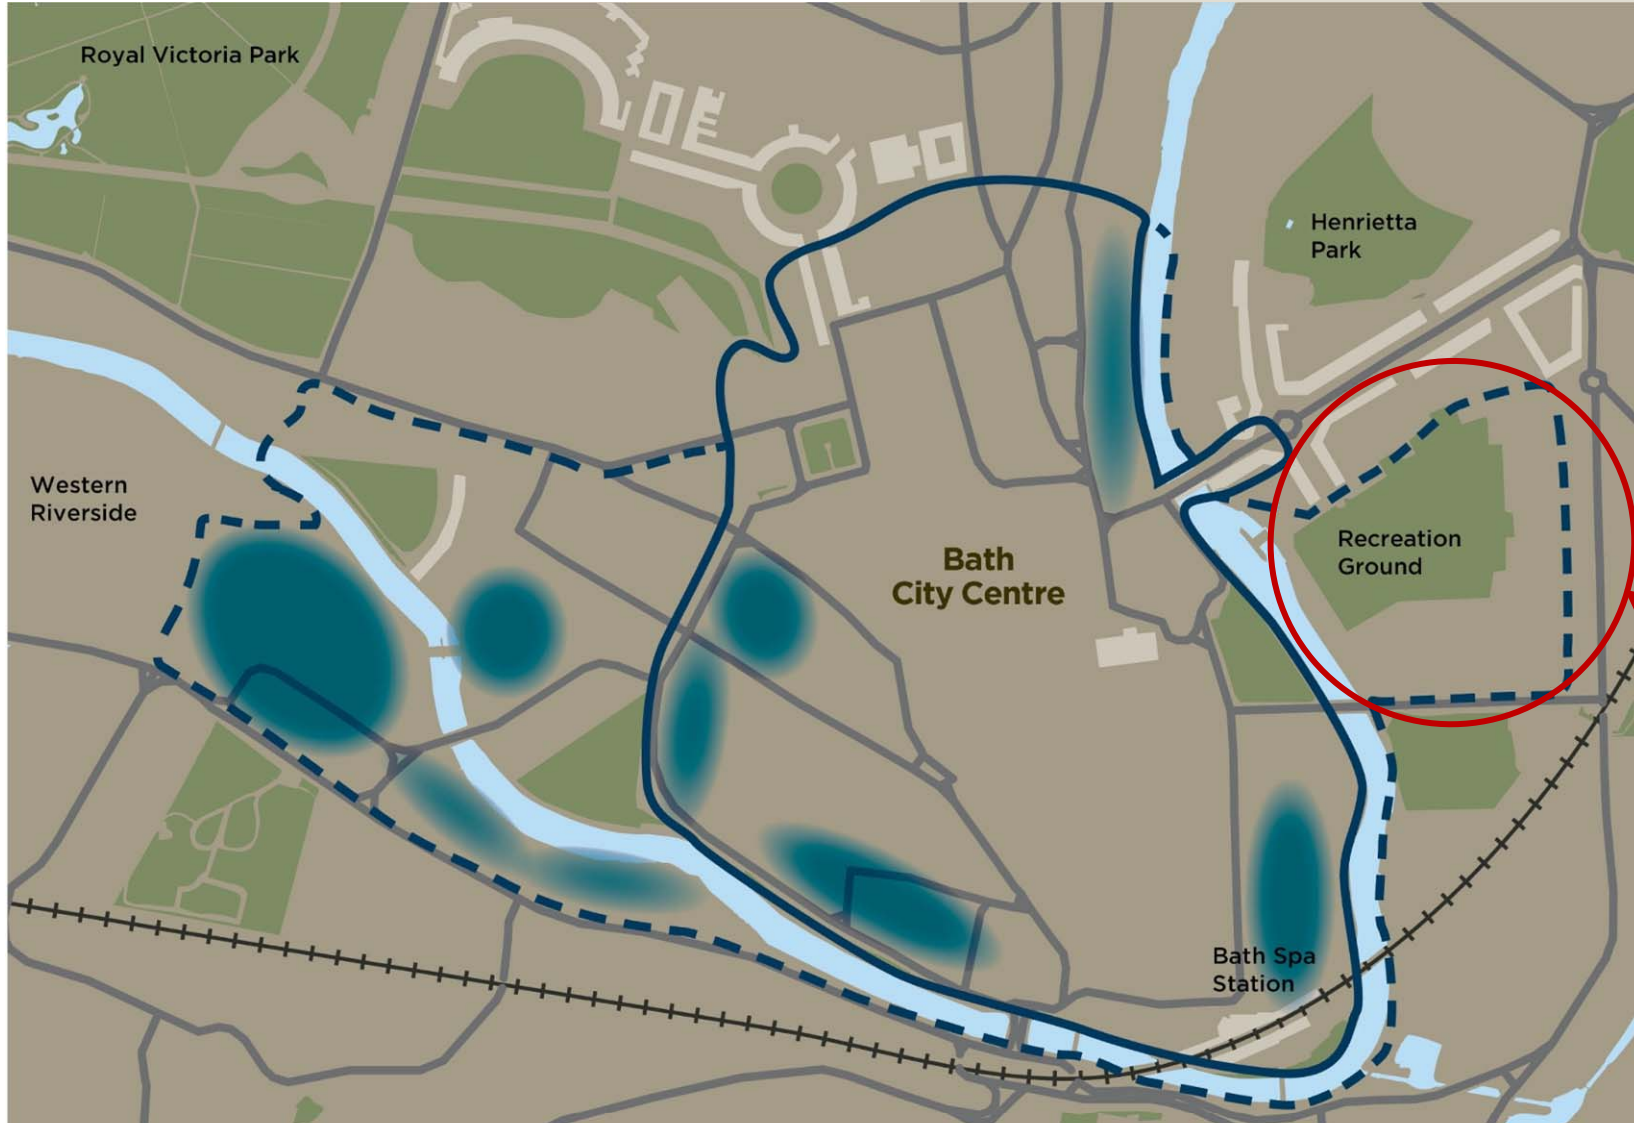 Royal Victoria Park
Henrietta
Park
Western
Riverside
Bath
City Centre
Recreation
Ground
Bath Spa
Station